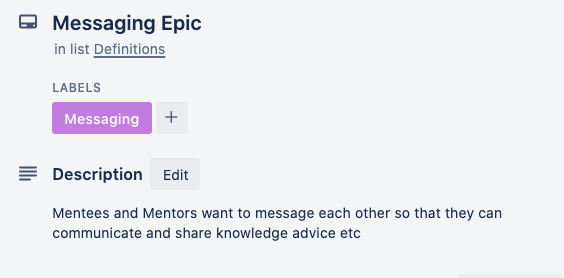 Messaging Epic
in list Definitions
LABELS
Messaging +
Description Edit
Mentees and Mentors want to message each other so that they can
communicate and share knowledge advice etc